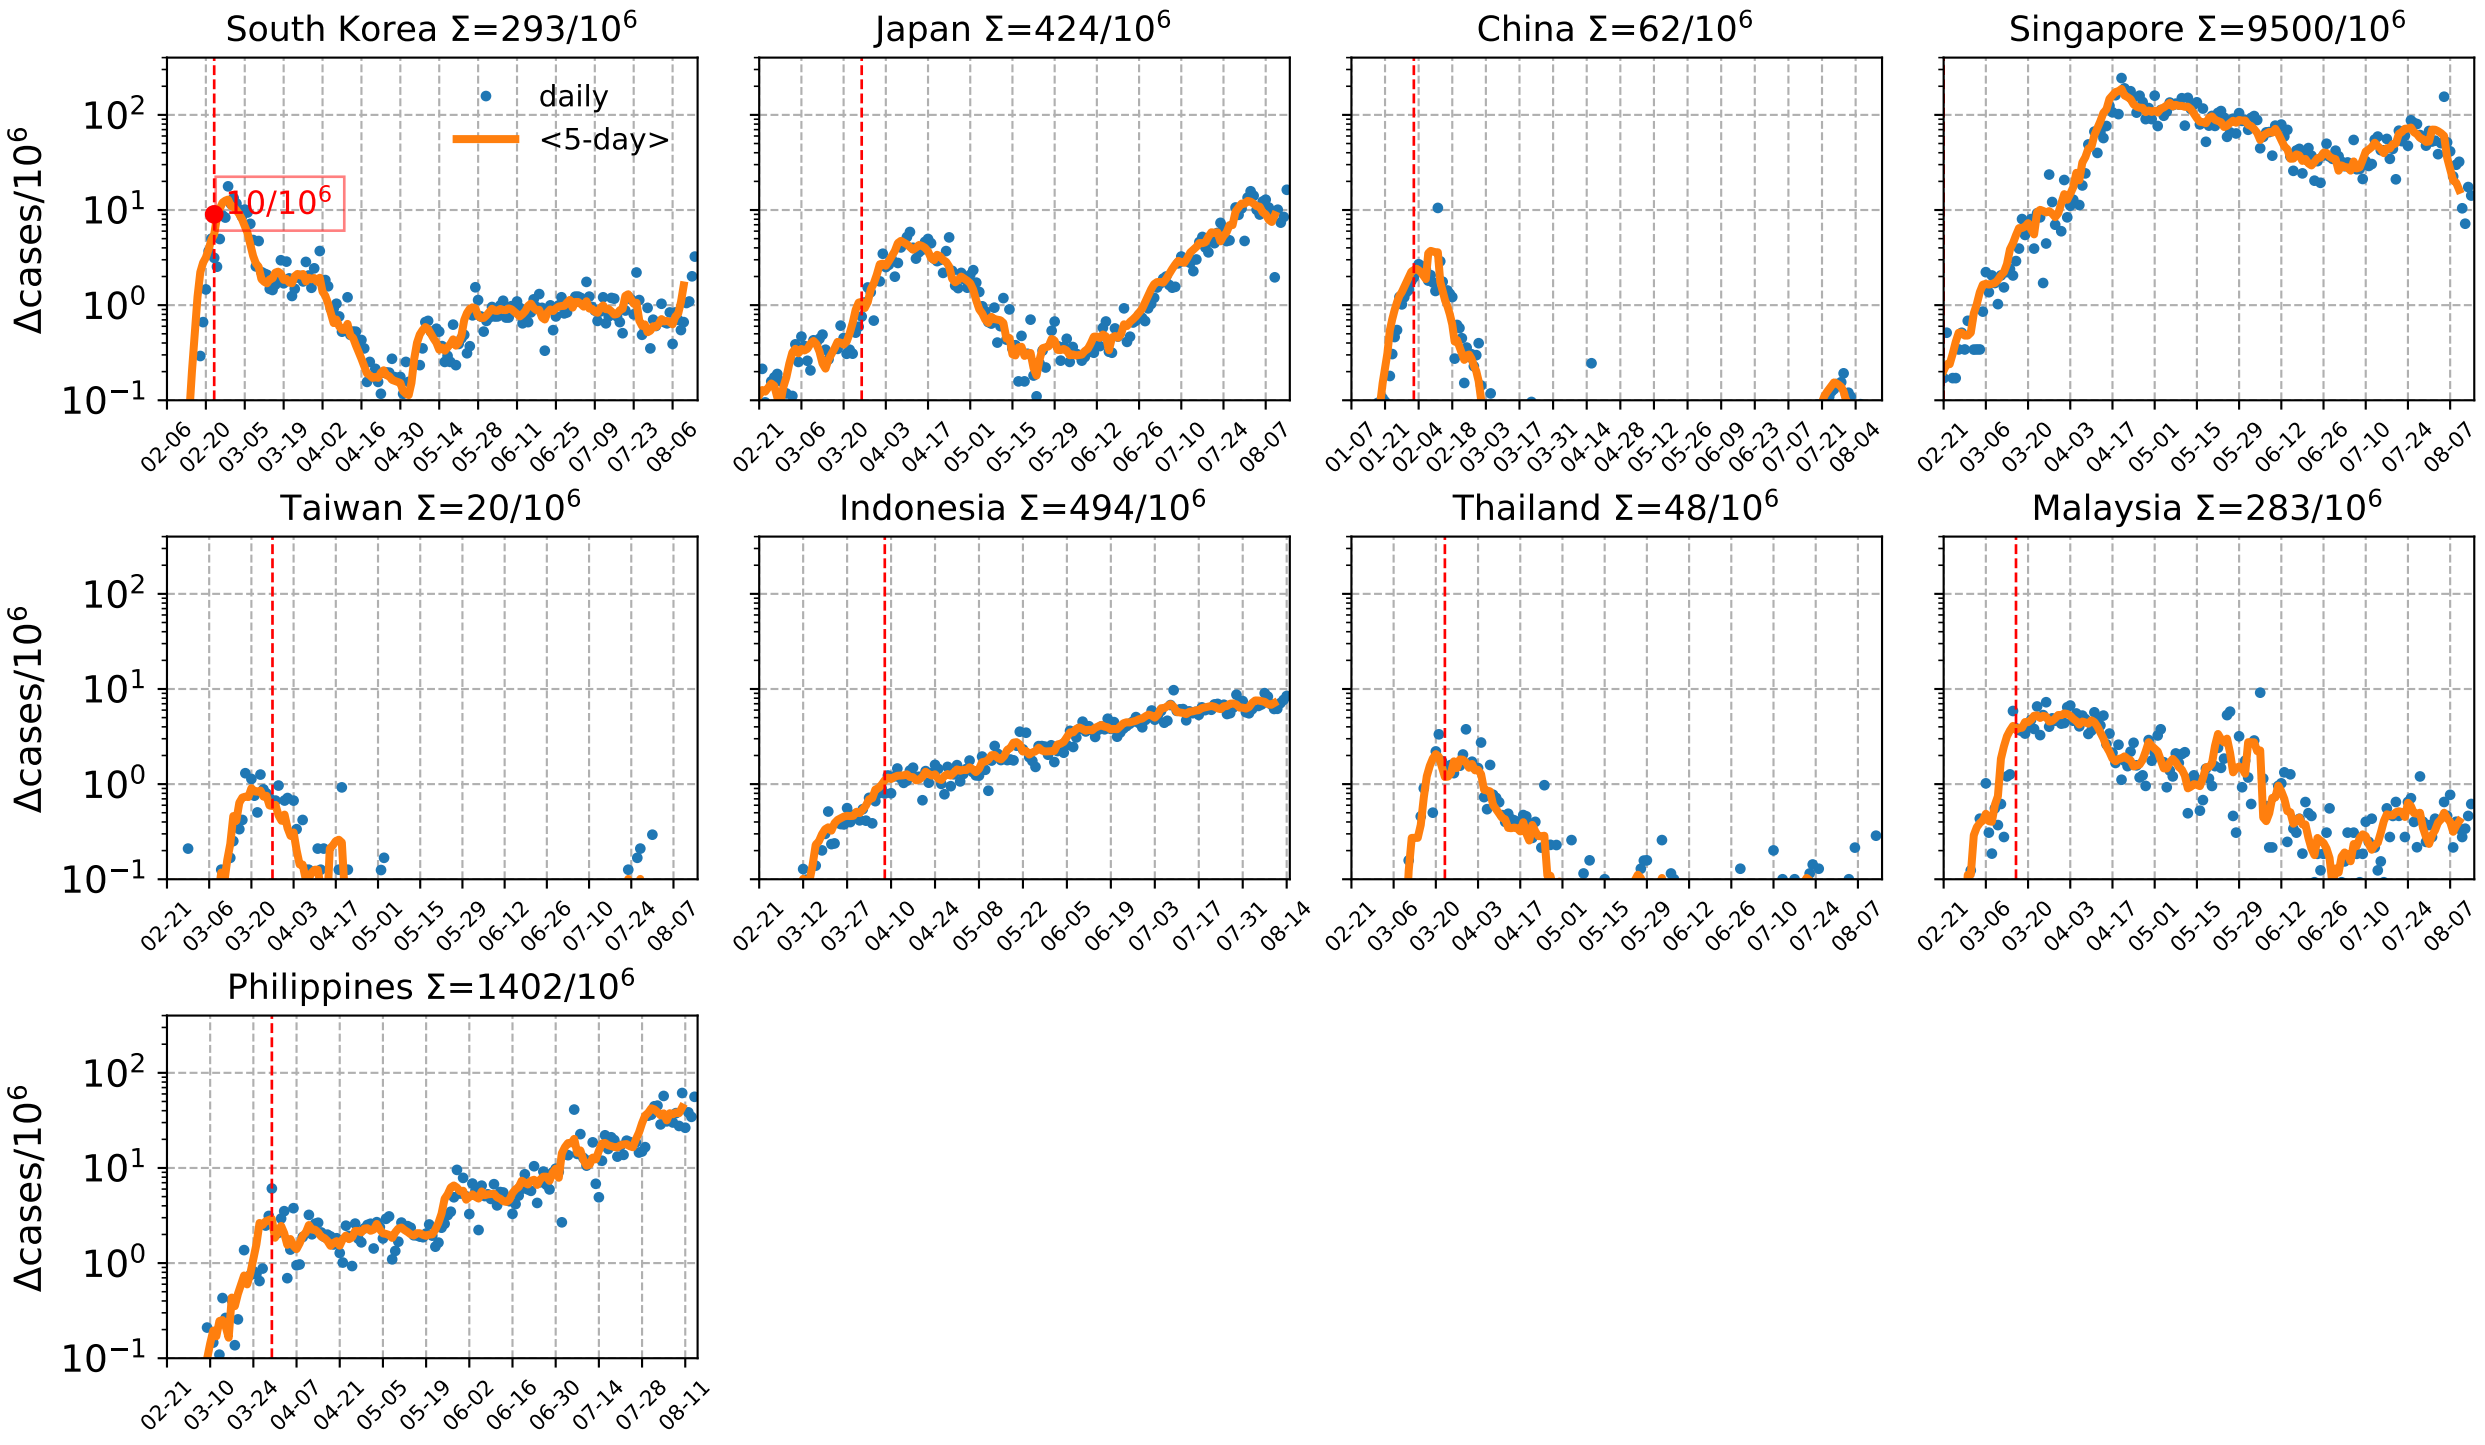 South Korea Σ=293/10⁶
Japan Σ=424/10⁶
China Σ=62/10⁶
Singapore Σ=9500/10⁶
Δcases/10⁶
10²
10¹
10⁰
10⁻¹
daily
<5-day>
10/10⁶
02-06 02-20 03-05 03-19 04-02 04-16 04-30 05-14 05-28 06-11 06-25 07-09 07-23 08-06
02-21 03-06 03-20 04-03 04-17 05-01 05-15 05-29 06-12 06-26 07-10 07-24 08-07
01-07 01-21 02-04 02-18 03-03 03-17 03-31 04-14 04-28 05-12 05-26 06-09 06-23 07-07 07-21 08-04
02-21 03-06 03-20 04-03 04-17 05-01 05-15 05-29 06-12 06-26 07-10 07-24 08-07
Taiwan Σ=20/10⁶
Indonesia Σ=494/10⁶
Thailand Σ=48/10⁶
Malaysia Σ=283/10⁶
Δcases/10⁶
10²
10¹
10⁰
10⁻¹
02-21 03-06 03-20 04-03 04-17 05-01 05-15 05-29 06-12 06-26 07-10 07-24 08-07
02-21 03-12 03-27 04-10 04-24 05-08 05-22 06-05 06-19 07-03 07-17 07-31 08-14
02-21 03-06 03-20 04-03 04-17 05-01 05-15 05-29 06-12 06-26 07-10 07-24 08-07
02-21 03-06 03-20 04-03 04-17 05-01 05-15 05-29 06-12 06-26 07-10 07-24 08-07
Philippines Σ=1402/10⁶
Δcases/10⁶
10²
10¹
10⁰
10⁻¹
02-21 03-10 03-24 04-07 04-21 05-05 05-19 06-02 06-16 06-30 07-14 07-28 08-11